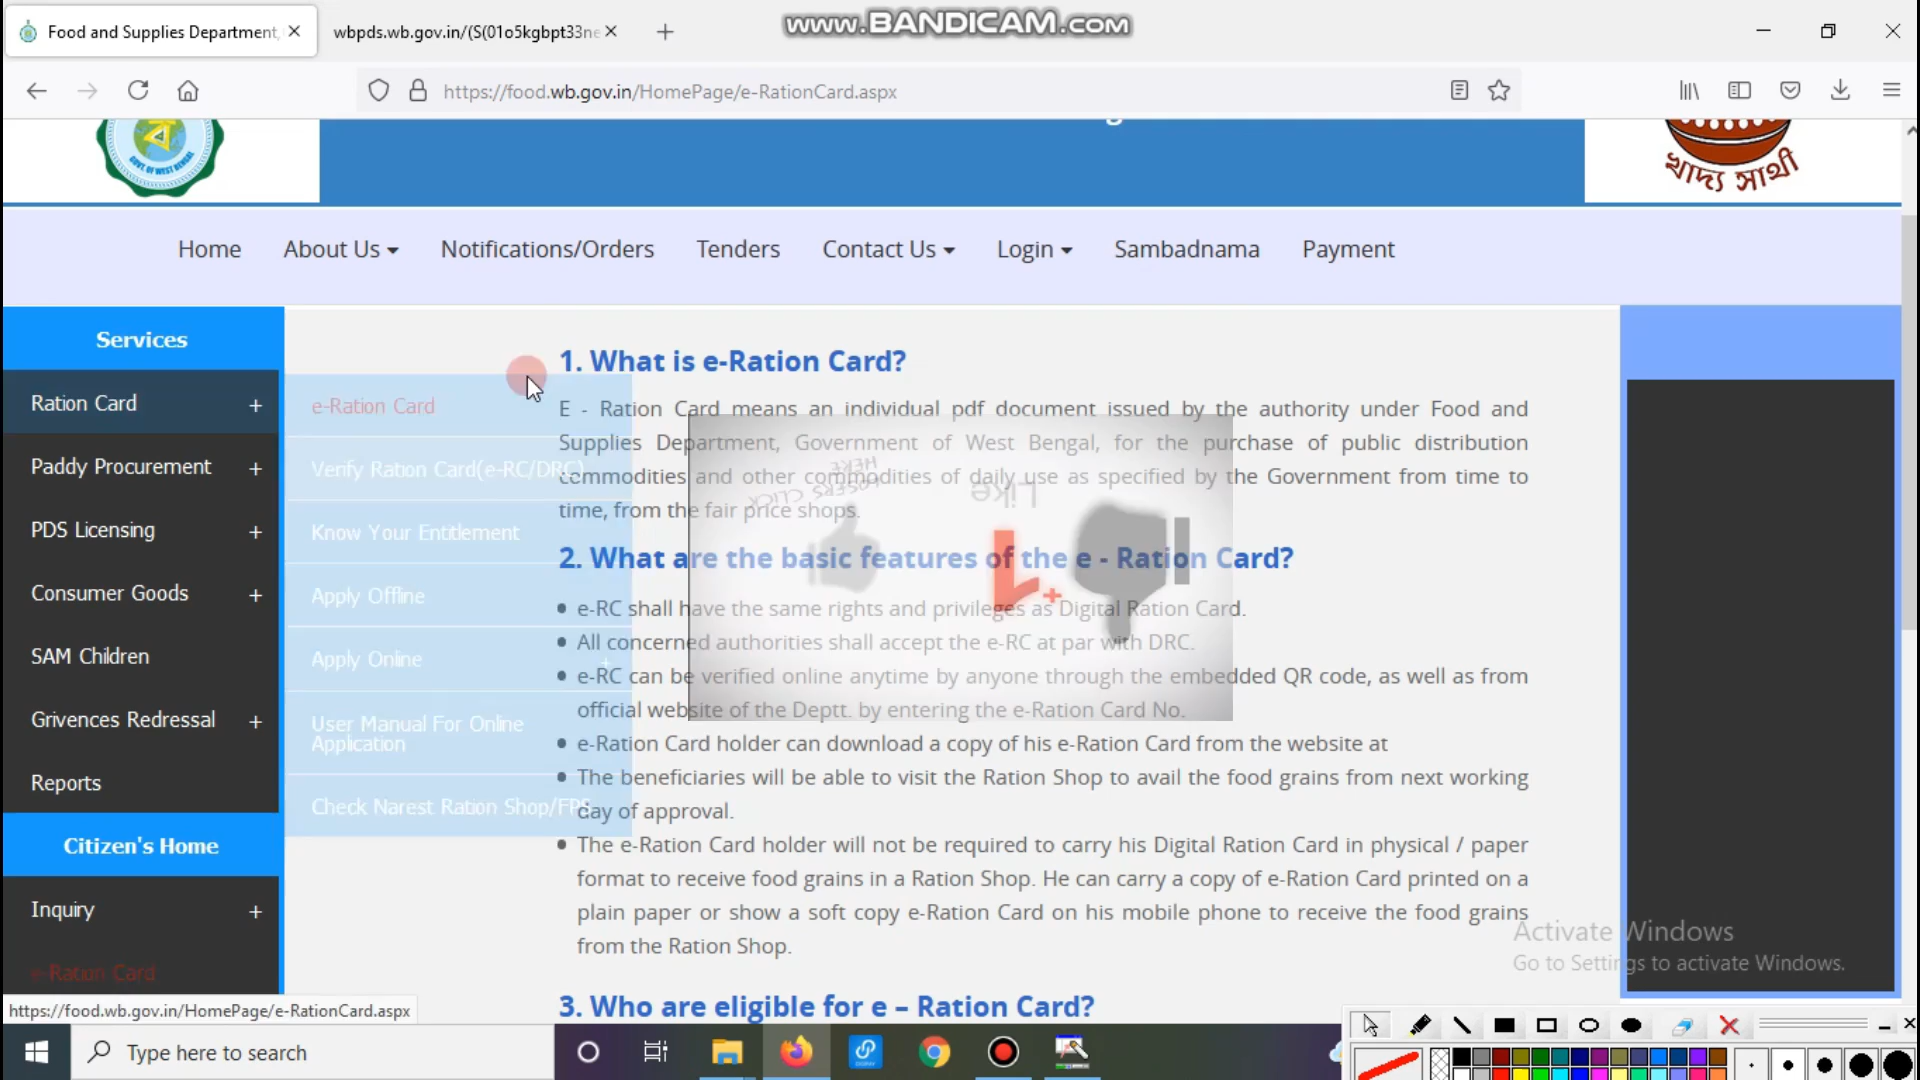 Food and Supplies Department,
wbpds.wb.gov.in/(S(01o5kgbpt33ne
www.BANDICAM.com
https://food.wb.gov.in/HomePage/e-RationCard.aspx
GOVT. OF WEST BENGAL
খাদ্য সাথী
Home
About Us
Notifications/Orders
Tenders
Contact Us
Login
Sambadnama
Payment
Services
Ration Card +
Paddy Procurement +
PDS Licensing +
Consumer Goods +
SAM Children
Grivences Redressal +
Reports
Citizen's Home
Inquiry +
e-Ration Card
e-Ration Card
Verify Ration Card(e-RC/DRC)
Know Your Entitlement
Apply Offline
Apply Online +
User Manual For Online
Application
Check Narest Ration Shop/FPS
1. What is e-Ration Card?
E - Ration Card means an individual pdf document issued by the authority under Food and
Supplies Department, Government of West Bengal, for the purchase of public distribution
commodities and other commodities of daily use as specified by the Government from time to
time, from the fair price shops.
LOSERS CLICK
HERE
Like
2. What are the basic features of the e - Ration Card?
• e-RC shall have the same rights and privileges as Digital Ration Card.
• All concerned authorities shall accept the e-RC at par with DRC.
• e-RC can be verified online anytime by anyone through the embedded QR code, as well as from
official website of the Deptt. by entering the e-Ration Card No.
• e-Ration Card holder can download a copy of his e-Ration Card from the website at
• The beneficiaries will be able to visit the Ration Shop to avail the food grains from next working
day of approval.
• The e-Ration Card holder will not be required to carry his Digital Ration Card in physical / paper
format to receive food grains in a Ration Shop. He can carry a copy of e-Ration Card printed on a
plain paper or show a soft copy e-Ration Card on his mobile phone to receive the food grains
from the Ration Shop.
3. Who are eligible for e – Ration Card?
Activate Windows
Go to Settings to activate Windows.
https://food.wb.gov.in/HomePage/e-RationCard.aspx
Type here to search